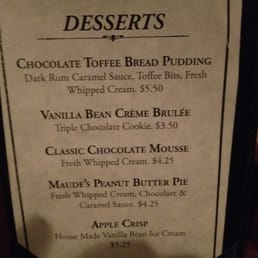 DESSERTS
CHOCOLATE TOFFEE BREAD PUDDING
DARK RUM CARAMEL SAUCE, TOFFEE BITS, FRESH
WHIPPED CREAM. $5.50
VANILLA BEAN CRÈME BRULÉE
TRIPLE CHOCOLATE COOKIE. $3.50
CLASSIC CHOCOLATE MOUSSE
FRESH WHIPPED CREAM. $4.25
MAUDE'S PEANUT BUTTER PIE
FRESH WHIPPED CREAM, CHOCOLATE &
CARAMEL SAUCE. $4.25
APPLE CRISP
HOUSE MADE VANILLA BEAN ICE CREAM
$5.25